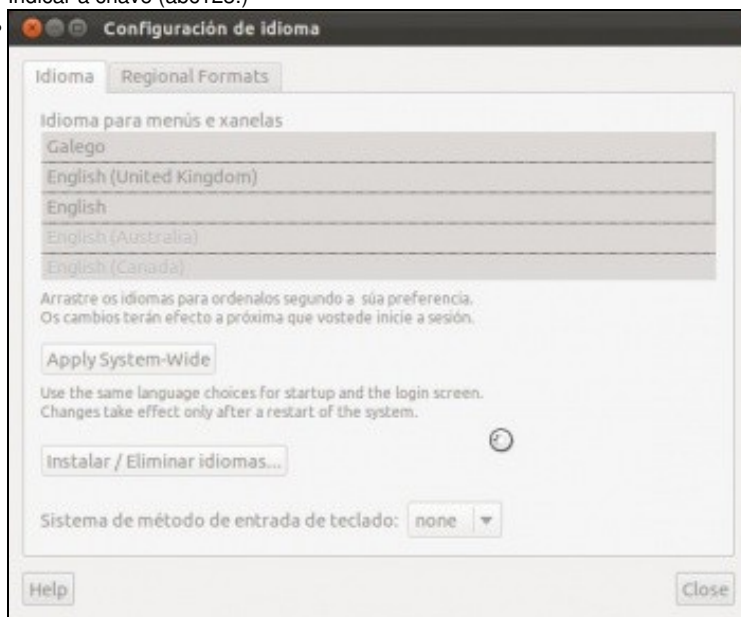 indicar a chave (abc123.)
Configuración de idioma
Idioma Regional Formats
Idioma para menús e xanelas
Galego
English (United Kingdom)
English
English (Australia)
English (Canada)
Arrastre os idiomas para ordenalos segundo a súa preferencia.
Os cambios terán efecto a próxima que vostede inicie a sesión.
Apply System-Wide
Use the same language choices for startup and the login screen.
Changes take effect only after a restart of the system.
Instalar / Eliminar idiomas...
Sistema de método de entrada de teclado: none
Help Close